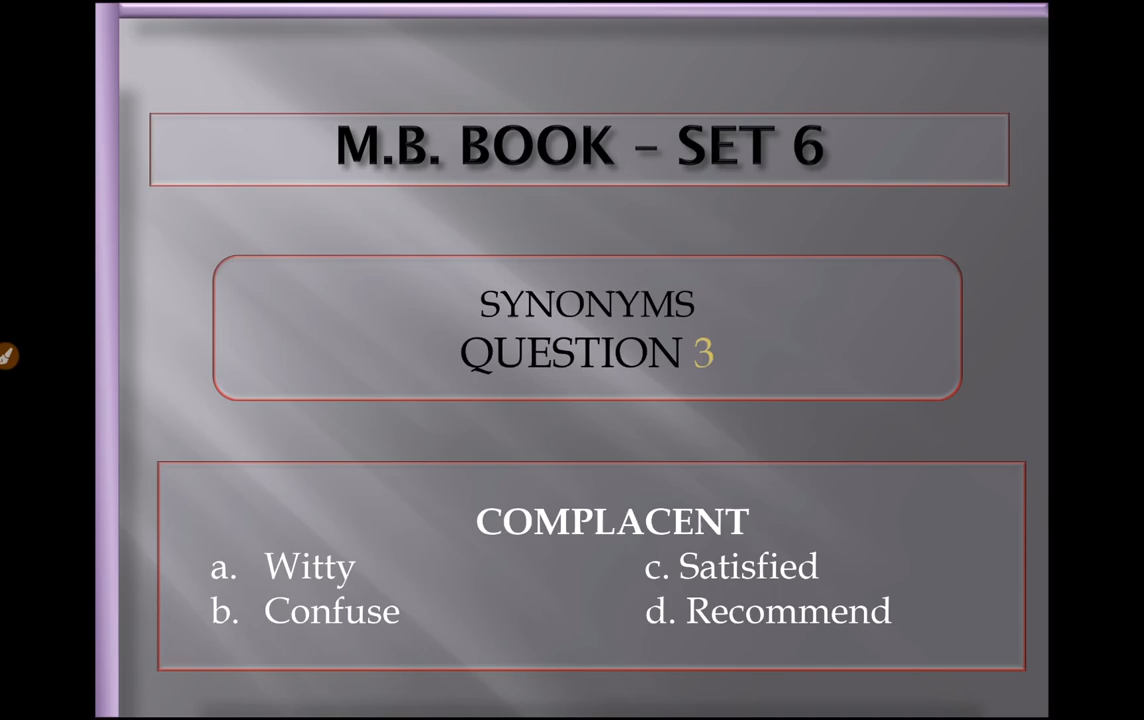 M.B. BOOK – SET 6
SYNONYMS
QUESTION 3
COMPLACENT
a. Witty c. Satisfied
b. Confuse d. Recommend